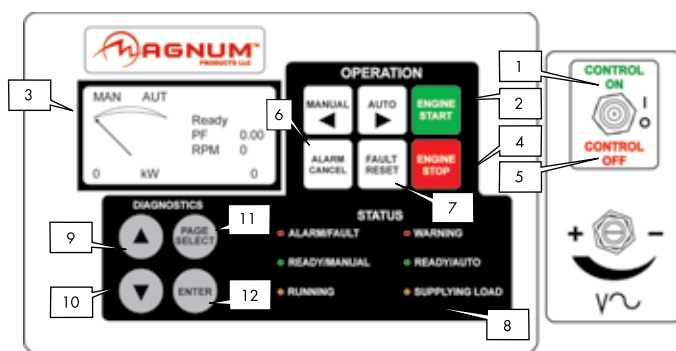 MAGNUM™
PRODUCTS LLC
OPERATION
1
CONTROL
ON
I
O
CONTROL
OFF
2
3
MAN AUT
Ready
PF 0.00
RPM 0
0 kW 0
MANUAL
AUTO
ENGINE
START
6
4
ALARM
CANCEL
FAULT
RESET
ENGINE
STOP
5
7
DIAGNOSTICS
11
STATUS
PAGE
SELECT
9
ALARM/FAULT
WARNING
+ −
READY/MANUAL
READY/AUTO
10
ENTER
12
RUNNING
SUPPLYING LOAD
8
V